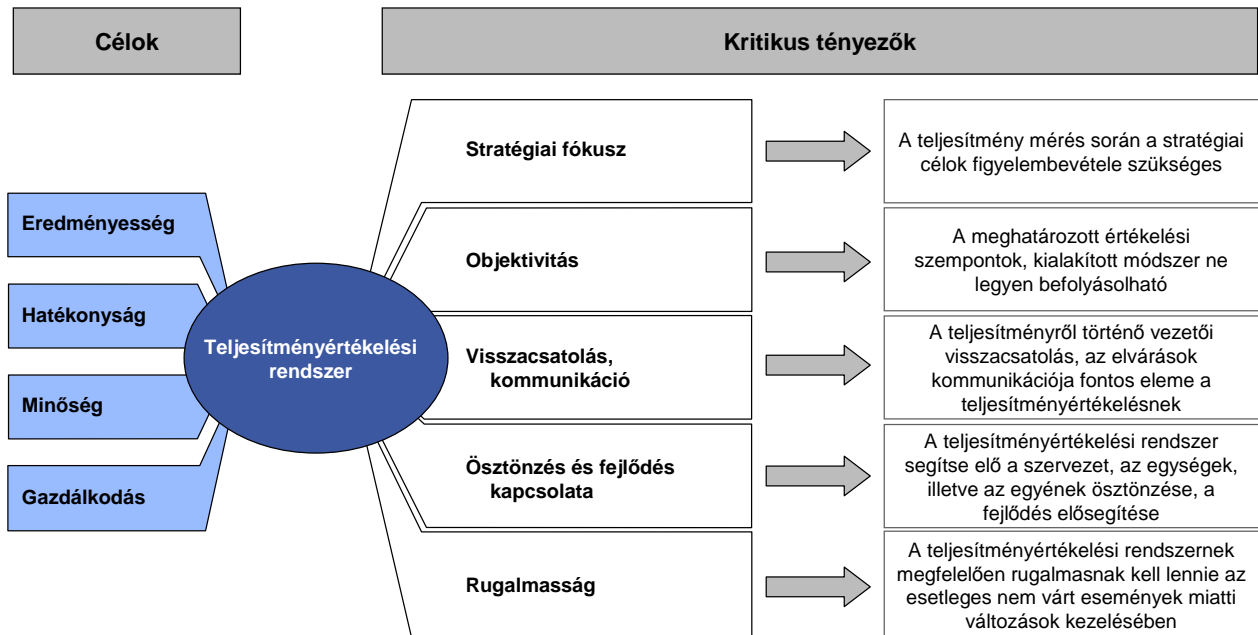 Célok
Kritikus tényezők
Eredményesség
Hatékonyság
Minőség
Gazdálkodás
Teljesítményértékelési
rendszer
Stratégiai fókusz
A teljesítmény mérés során a stratégiai
célok figyelembevétele szükséges
Objektivitás
A meghatározott értékelési
szempontok, kialakított módszer ne
legyen befolyásolható
Visszacsatolás,
kommunikáció
A teljesítményről történő vezetői
visszacsatolás, az elvárások
kommunikációja fontos eleme a
teljesítményértékelésnek
Ösztönzés és fejlődés
kapcsolata
A teljesítményértékelési rendszer
segítse elő a szervezet, az egységek,
illetve az egyének ösztönzése, a
fejlődés elősegítése
Rugalmasság
A teljesítményértékelési rendszernek
megfelelően rugalmasnak kell lennie az
esetleges nem várt események miatti
változások kezelésében